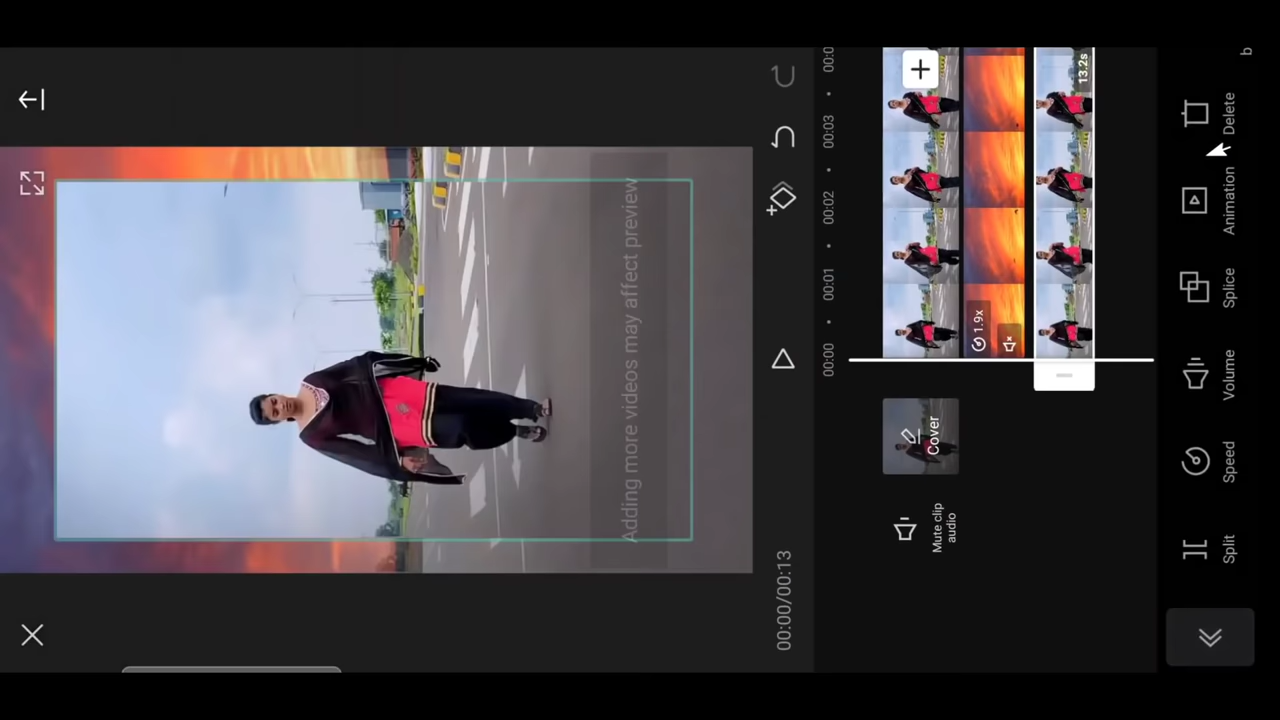 Adding more videos may affect preview
00:00/00:13
00:00
00:01
00:02
00:03
00:0
Cover
Mute clip
audio
1.9x
13.2s
Split
Speed
Volume
Splice
Animation
Delete
b